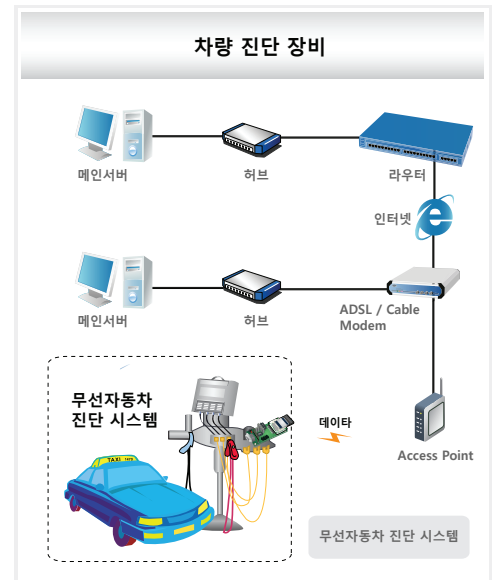 차량 진단 장비
메인서버
허브
라우터
인터넷
메인서버
허브
ADSL / Cable
Modem
무선자동차
진단 시스템
TAXI
데이타
Access Point
무선자동차 진단 시스템